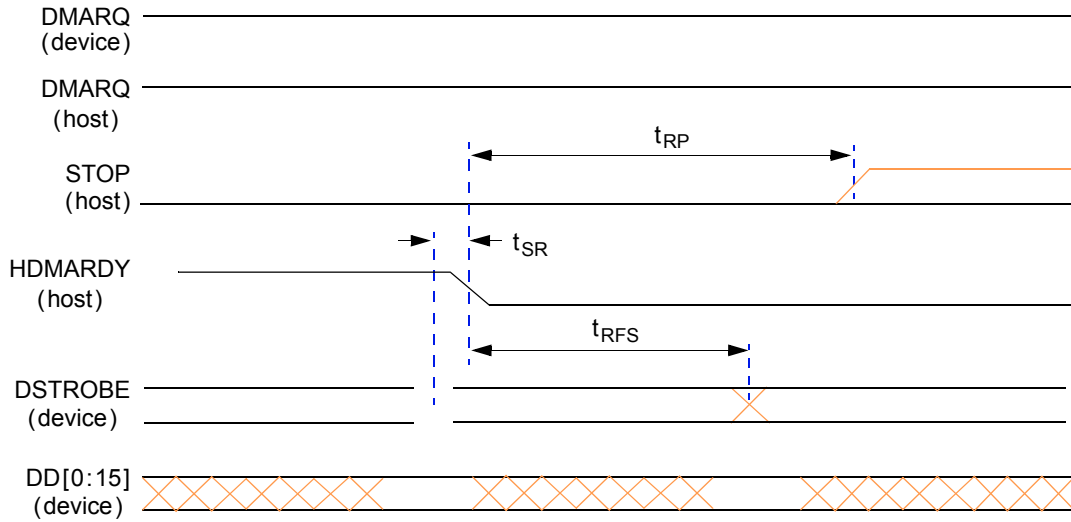 DMARQ
(device)
DMARQ
(host)
tRP
STOP
(host)
tSR
HDMARDY
(host)
tRFS
DSTROBE
(device)
DD[0:15]
(device)